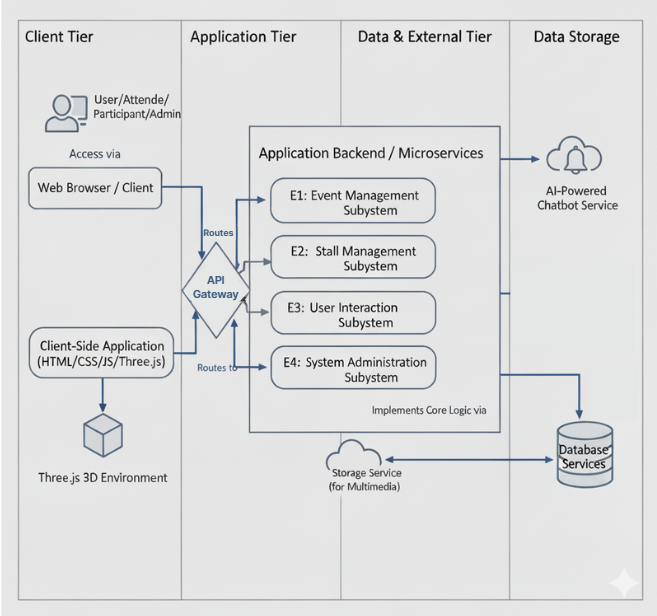 Client Tier
Application Tier
Data & External Tier
Data Storage
User/Attende/
Participant/Admin
Access via
Web Browser / Client
Application Backend / Microservices
AI-Powered
Chatbot Service
E1: Event Management
Subystem
Routes
E2: Stall Management
Subsystem
API
Gateway
E3: User Interaction
Subystem
Client-Side Application
(HTML/CSS/JS/Three.js)
Routes to
E4: System Administration
Subsystem
Implements Core Logic via
Three.js 3D Environment
Storage Service
(for Multimedia)
Database
Services